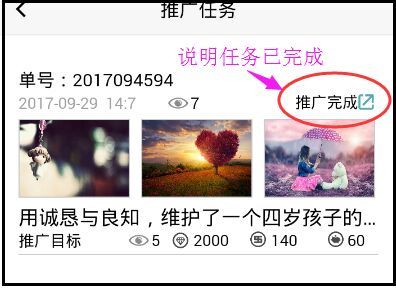 推广任务
说明任务已完成
单号：2017094594
2017-09-29 14:7 7 推广完成
用诚恳与良知，维护了一个四岁孩子的...
推广目标 5 2000 140 60